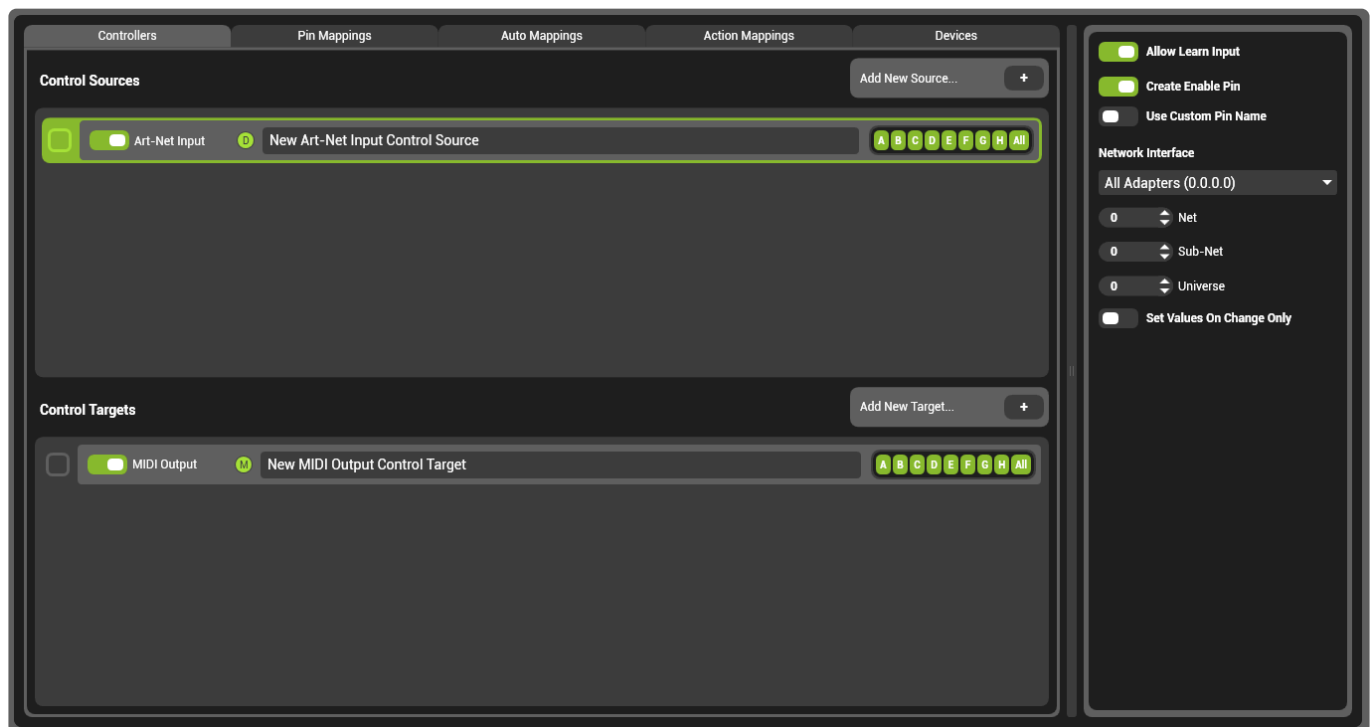 Controllers
Pin Mappings
Auto Mappings
Action Mappings
Devices
Control Sources
Add New Source...
+
Art-Net Input
D
New Art-Net Input Control Source
A B C D E F G H All
Control Targets
Add New Target...
+
MIDI Output
M
New MIDI Output Control Target
A B C D E F G H All
Allow Learn Input
Create Enable Pin
Use Custom Pin Name
Network Interface
All Adapters (0.0.0.0)
0 Net
0 Sub-Net
0 Universe
Set Values On Change Only